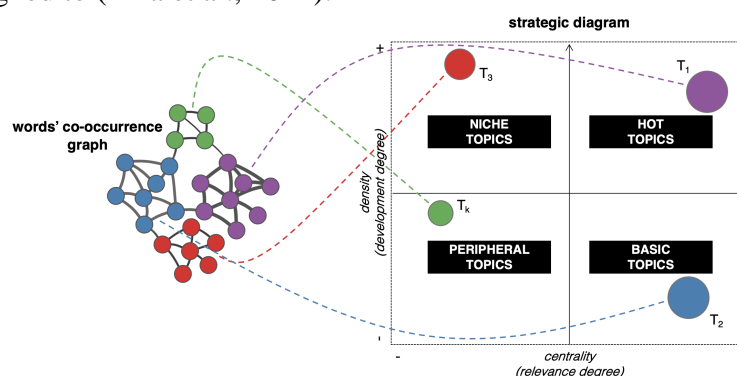 strategic diagram
+
T3
T1
words' co-occurrence
graph
NICHE
TOPICS
HOT
TOPICS
density
(development degree)
Tk
PERIPHERAL
TOPICS
BASIC
TOPICS
T2
-
-
centrality
(relevance degree)